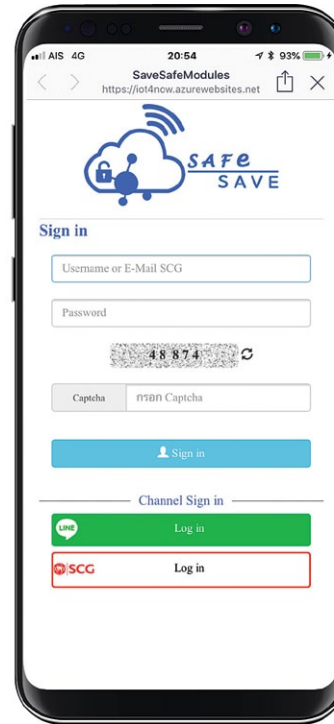 AIS 4G 20:54 93%
SaveSafeModules
https://iot4ncw.azurewebsites.net
SAFe
SAVE
Sign in
Username or E-Mail SCG
Password
48874
Captcha กรอก Captcha
Sign in
Channel Sign in
LINE Log in
SCG Log in